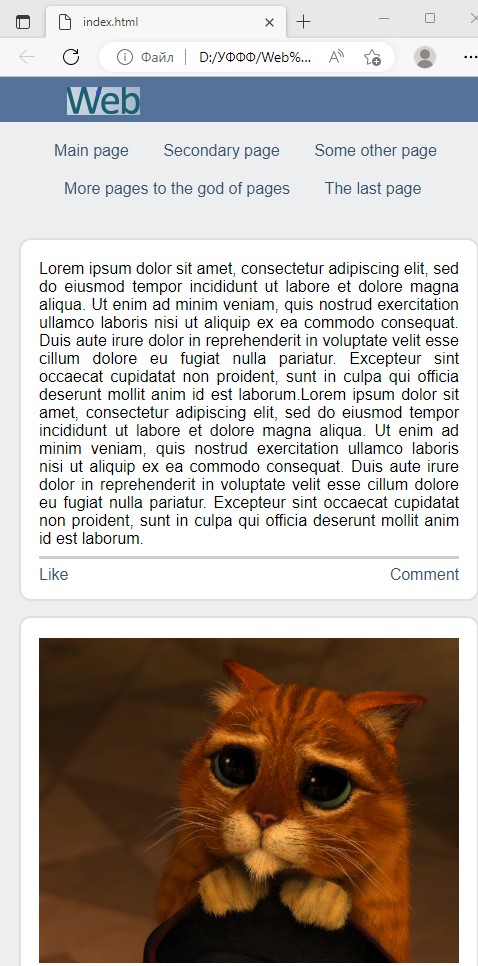 index.html
Файл
D:/УФФФ/Web%...
Web
Main page Secondary page Some other page
More pages to the god of pages The last page
Lorem ipsum dolor sit amet, consectetur adipiscing elit, sed
do eiusmod tempor incididunt ut labore et dolore magna
aliqua. Ut enim ad minim veniam, quis nostrud exercitation
ullamco laboris nisi ut aliquip ex ea commodo consequat.
Duis aute irure dolor in reprehenderit in voluptate velit esse
cillum dolore eu fugiat nulla pariatur. Excepteur sint
occaecat cupidatat non proident, sunt in culpa qui officia
deserunt mollit anim id est laborum.Lorem ipsum dolor sit
amet, consectetur adipiscing elit, sed do eiusmod tempor
incididunt ut labore et dolore magna aliqua. Ut enim ad
minim veniam, quis nostrud exercitation ullamco laboris
nisi ut aliquip ex ea commodo consequat. Duis aute irure
dolor in reprehenderit in voluptate velit esse cillum dolore
eu fugiat nulla pariatur. Excepteur sint occaecat cupidatat
non proident, sunt in culpa qui officia deserunt mollit anim
id est laborum.
Like Comment